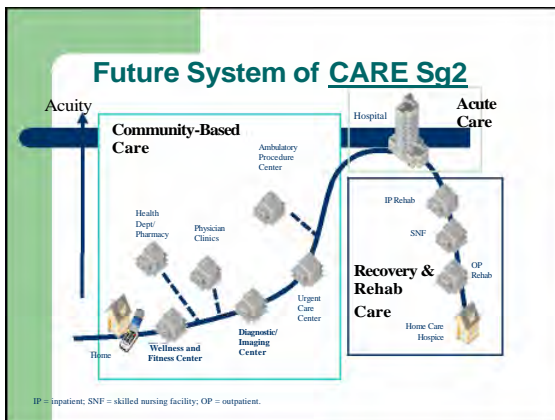 Future System of CARE Sg2
Acuity
Community-Based
Care
Hospital
Acute
Care
Ambulatory
Procedure
Center
Health
Dept/
Pharmacy
Physician
Clinics
IP Rehab
SNF
OP
Rehab
Recovery &
Rehab
Care
Urgent
Care
Center
Diagnostic/
Imaging
Center
Home
Wellness and
Fitness Center
Home Care
Hospice
IP = inpatient; SNF = skilled nursing facility; OP = outpatient.